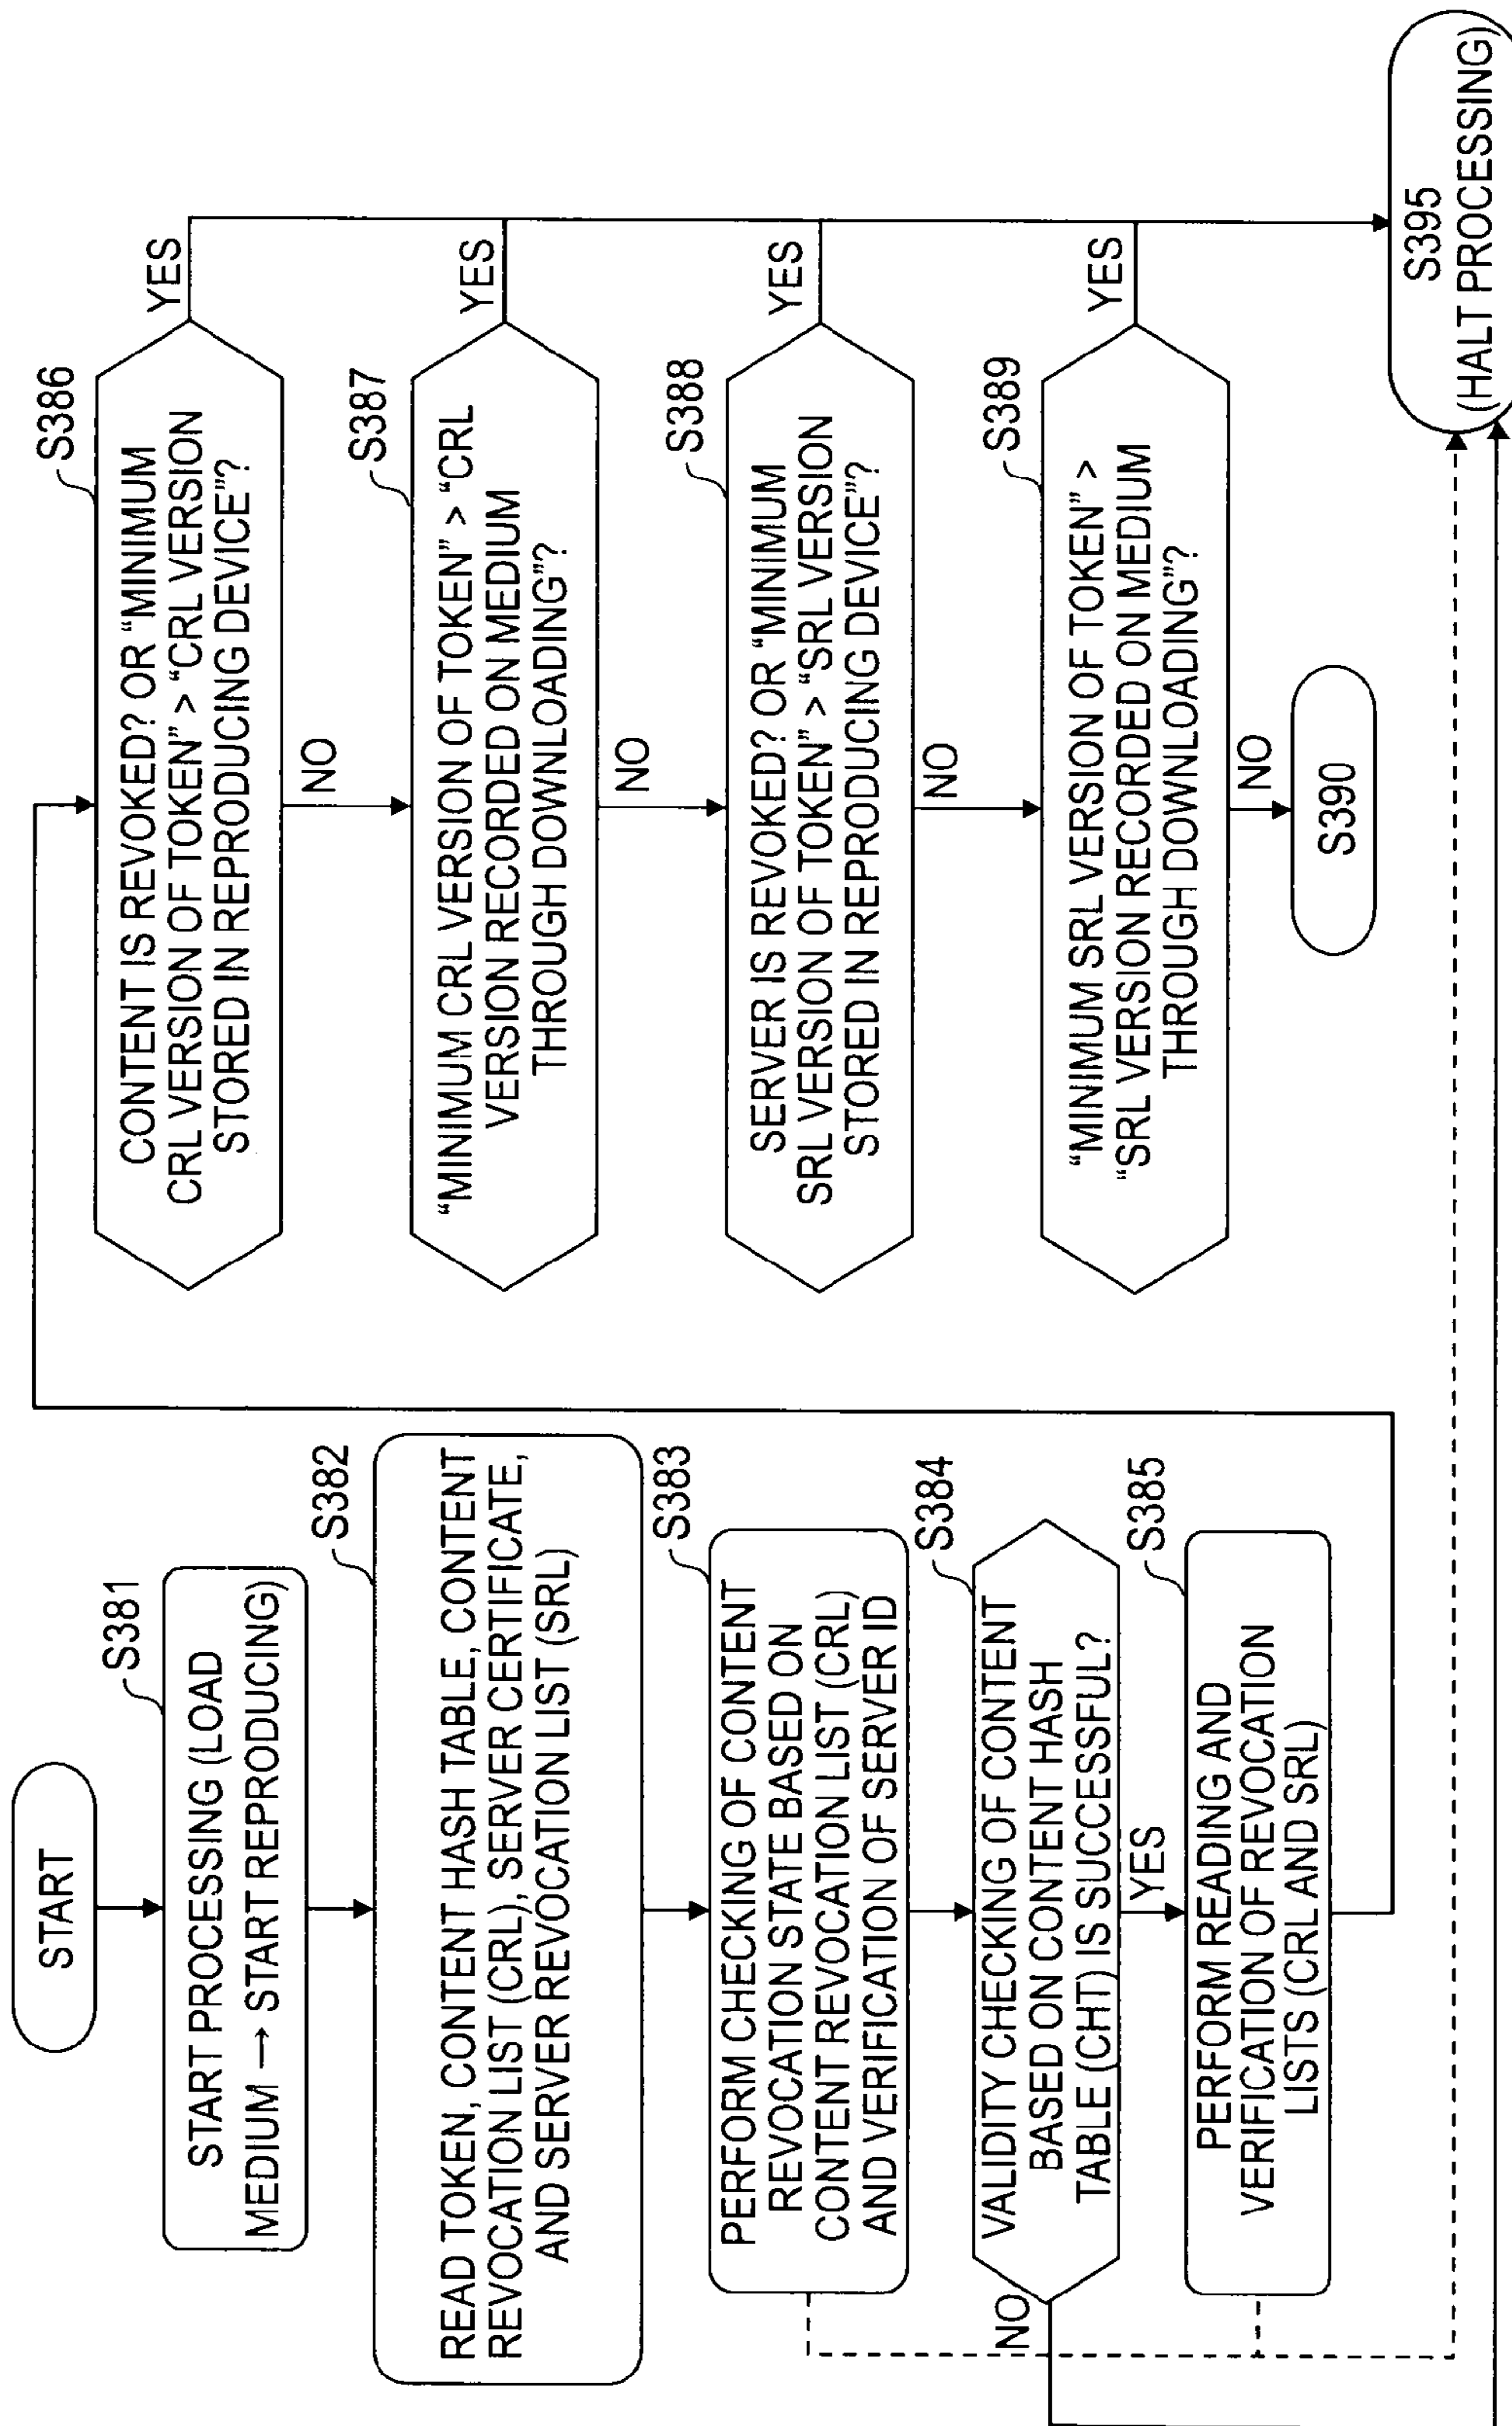 START
S381
START PROCESSING (LOAD
MEDIUM → START REPRODUCING)
S382
READ TOKEN, CONTENT HASH TABLE, CONTENT
REVOCATION LIST (CRL), SERVER CERTIFICATE,
AND SERVER REVOCATION LIST (SRL)
S383
PERFORM CHECKING OF CONTENT
REVOCATION STATE BASED ON
CONTENT REVOCATION LIST (CRL)
AND VERIFICATION OF SERVER ID
S384
VALIDITY CHECKING OF CONTENT
BASED ON CONTENT HASH
TABLE (CHT) IS SUCCESSFUL?
NO
YES
S385
PERFORM READING AND
VERIFICATION OF REVOCATION
LISTS (CRL AND SRL)
S386
CONTENT IS REVOKED? OR “MINIMUM
CRL VERSION OF TOKEN” > “CRL VERSION
STORED IN REPRODUCING DEVICE”?
YES
NO
S387
“MINIMUM CRL VERSION OF TOKEN” > “CRL
VERSION RECORDED ON MEDIUM
THROUGH DOWNLOADING”?
YES
NO
S388
SERVER IS REVOKED? OR “MINIMUM
SRL VERSION OF TOKEN” > “SRL VERSION
STORED IN REPRODUCING DEVICE”?
YES
NO
S389
“MINIMUM SRL VERSION OF TOKEN” >
“SRL VERSION RECORDED ON MEDIUM
THROUGH DOWNLOADING”?
YES
NO
S390
S395
(HALT PROCESSING)